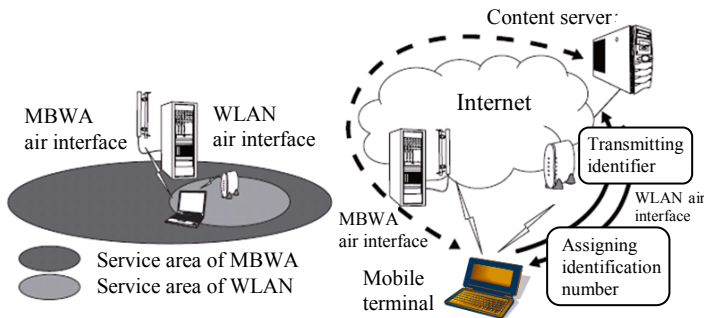 MBWA
air interface
WLAN
air interface
Service area of MBWA
Service area of WLAN
Content server:
Internet
Transmitting
identifier
WLAN air
interface
MBWA
air interface
Assigning
identification
number
Mobile
terminal